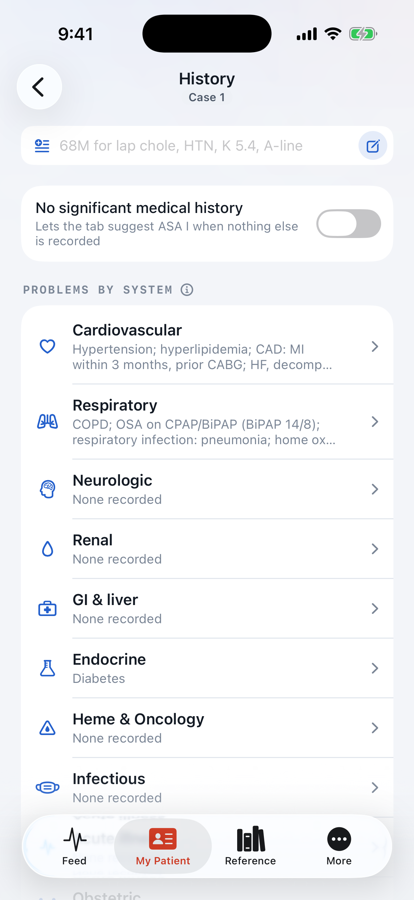 9:41
History
Case 1
68M for lap chole, HTN, K 5.4, A-line
No significant medical history
Lets the tab suggest ASA I when nothing else
is recorded
PROBLEMS BY SYSTEM
Cardiovascular
Hypertension; hyperlipidemia; CAD: MI
within 3 months, prior CABG; HF, decomp...
Respiratory
COPD; OSA on CPAP/BiPAP (BiPAP 14/8);
respiratory infection: pneumonia; home ox...
Neurologic
None recorded
Renal
None recorded
GI & liver
None recorded
Endocrine
Diabetes
Heme & Oncology
None recorded
Infectious
None recorded
Feed
My Patient
Reference
More
Obstetric